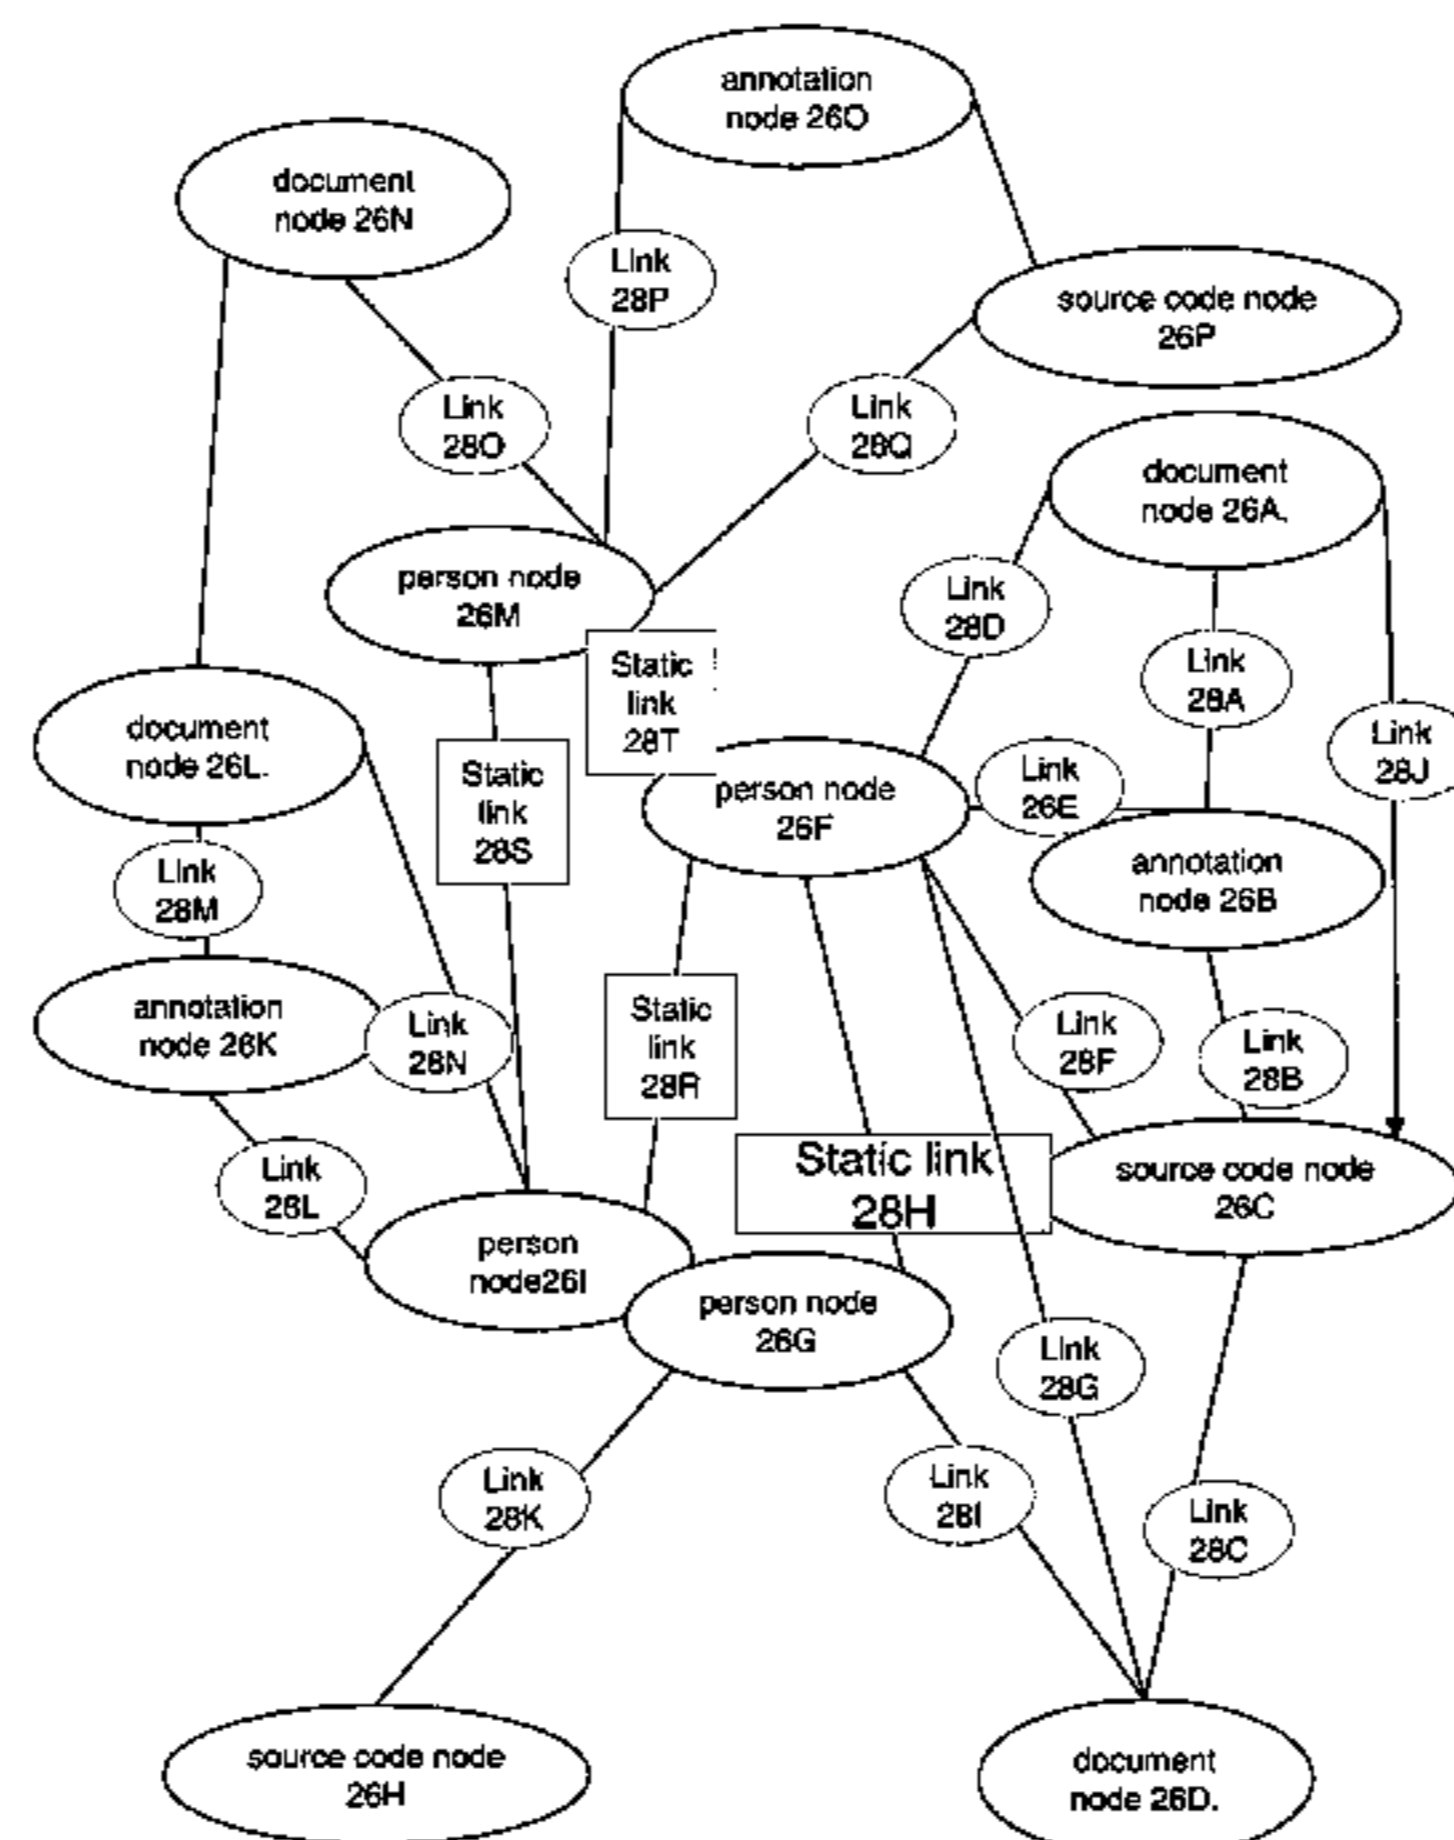 annotation
node 26O
document
node 26N
Link
28P
source code node
26P
Link
28O
Link
28Q
document
node 26A.
person node
26M
Link
28D
Static
link
28T
Link
28A
document
node 26L.
Static
link
28S
person node
26F
Link
26E
Link
28J
annotation
node 26B
Link
28M
annotation
node 26K
Link
28N
Static
link
28R
Link
28F
Link
28B
Static link
28H
source code node
26C
Link
28L
person
node26I
person node
26G
Link
28G
Link
28K
Link
28I
Link
28C
source code node
26H
document
node 26D.